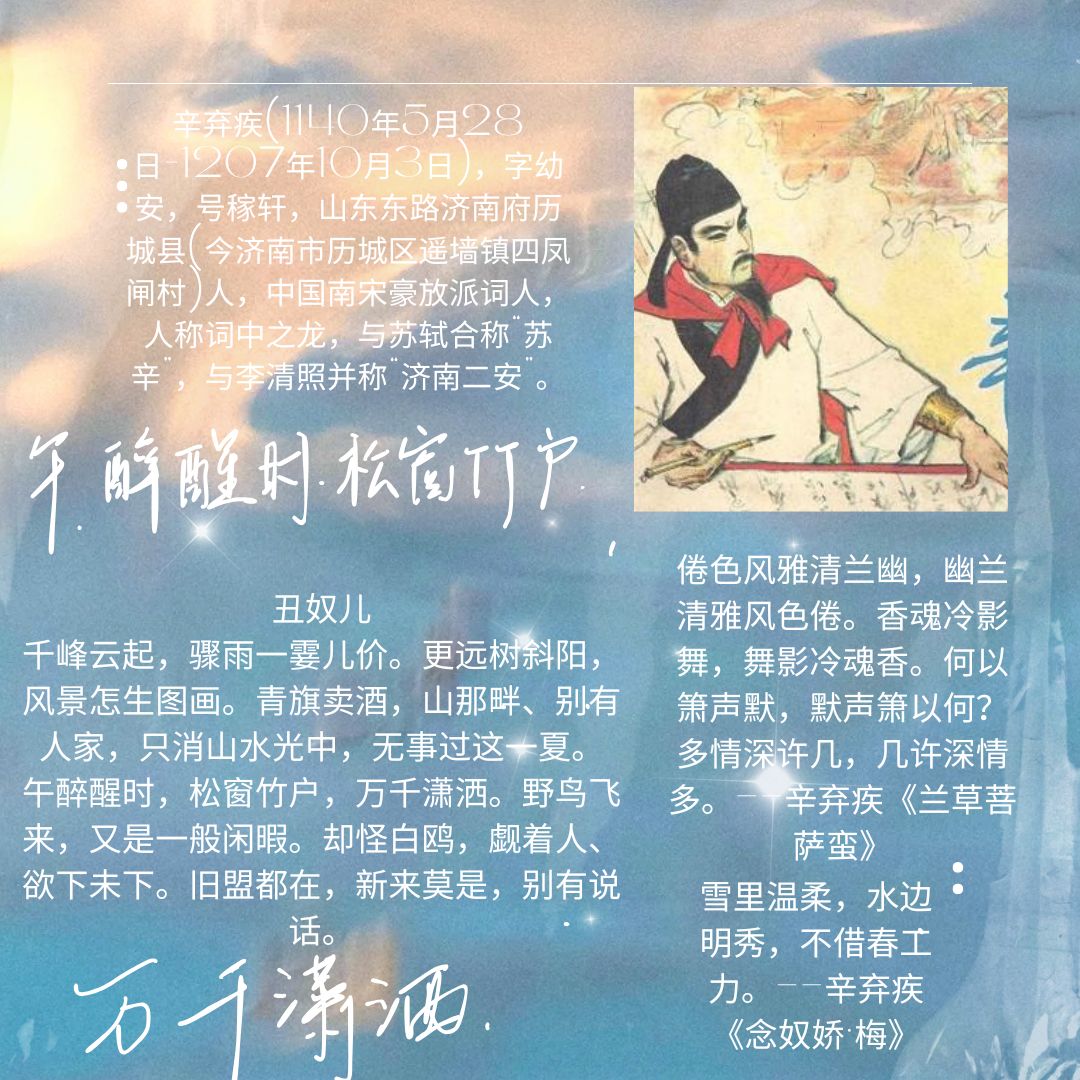 辛弃疾(1140年5月28
日-1207年10月3日)，字幼
安，号稼轩，山东东路济南府历
城县(今济南市历城区遥墙镇四凤
闸村)人，中国南宋豪放派词人，
人称词中之龙，与苏轼合称"苏
辛"，与李清照并称"济南二安"。
午.醉醒时.松窗竹户.
丑奴儿
千峰云起，骤雨一霎儿价。更远树斜阳，
风景怎生图画。青旗卖酒，山那畔、别有
人家，只消山水光中，无事过这一夏。
午醉醒时，松窗竹户，万千潇洒。野鸟飞
来，又是一般闲暇。却怪白鸥，觑着人、
欲下未下。旧盟都在，新来莫是，别有说
话。
万千潇洒.
倦色风雅清兰幽，幽兰
清雅风色倦。香魂冷影
舞，舞影冷魂香。何以
箫声默，默声箫以何？
多情深许几，几许深情
多。——辛弃疾《兰草菩
萨蛮》
雪里温柔，水边
明秀，不借春工
力。——辛弃疾
《念奴娇·梅》